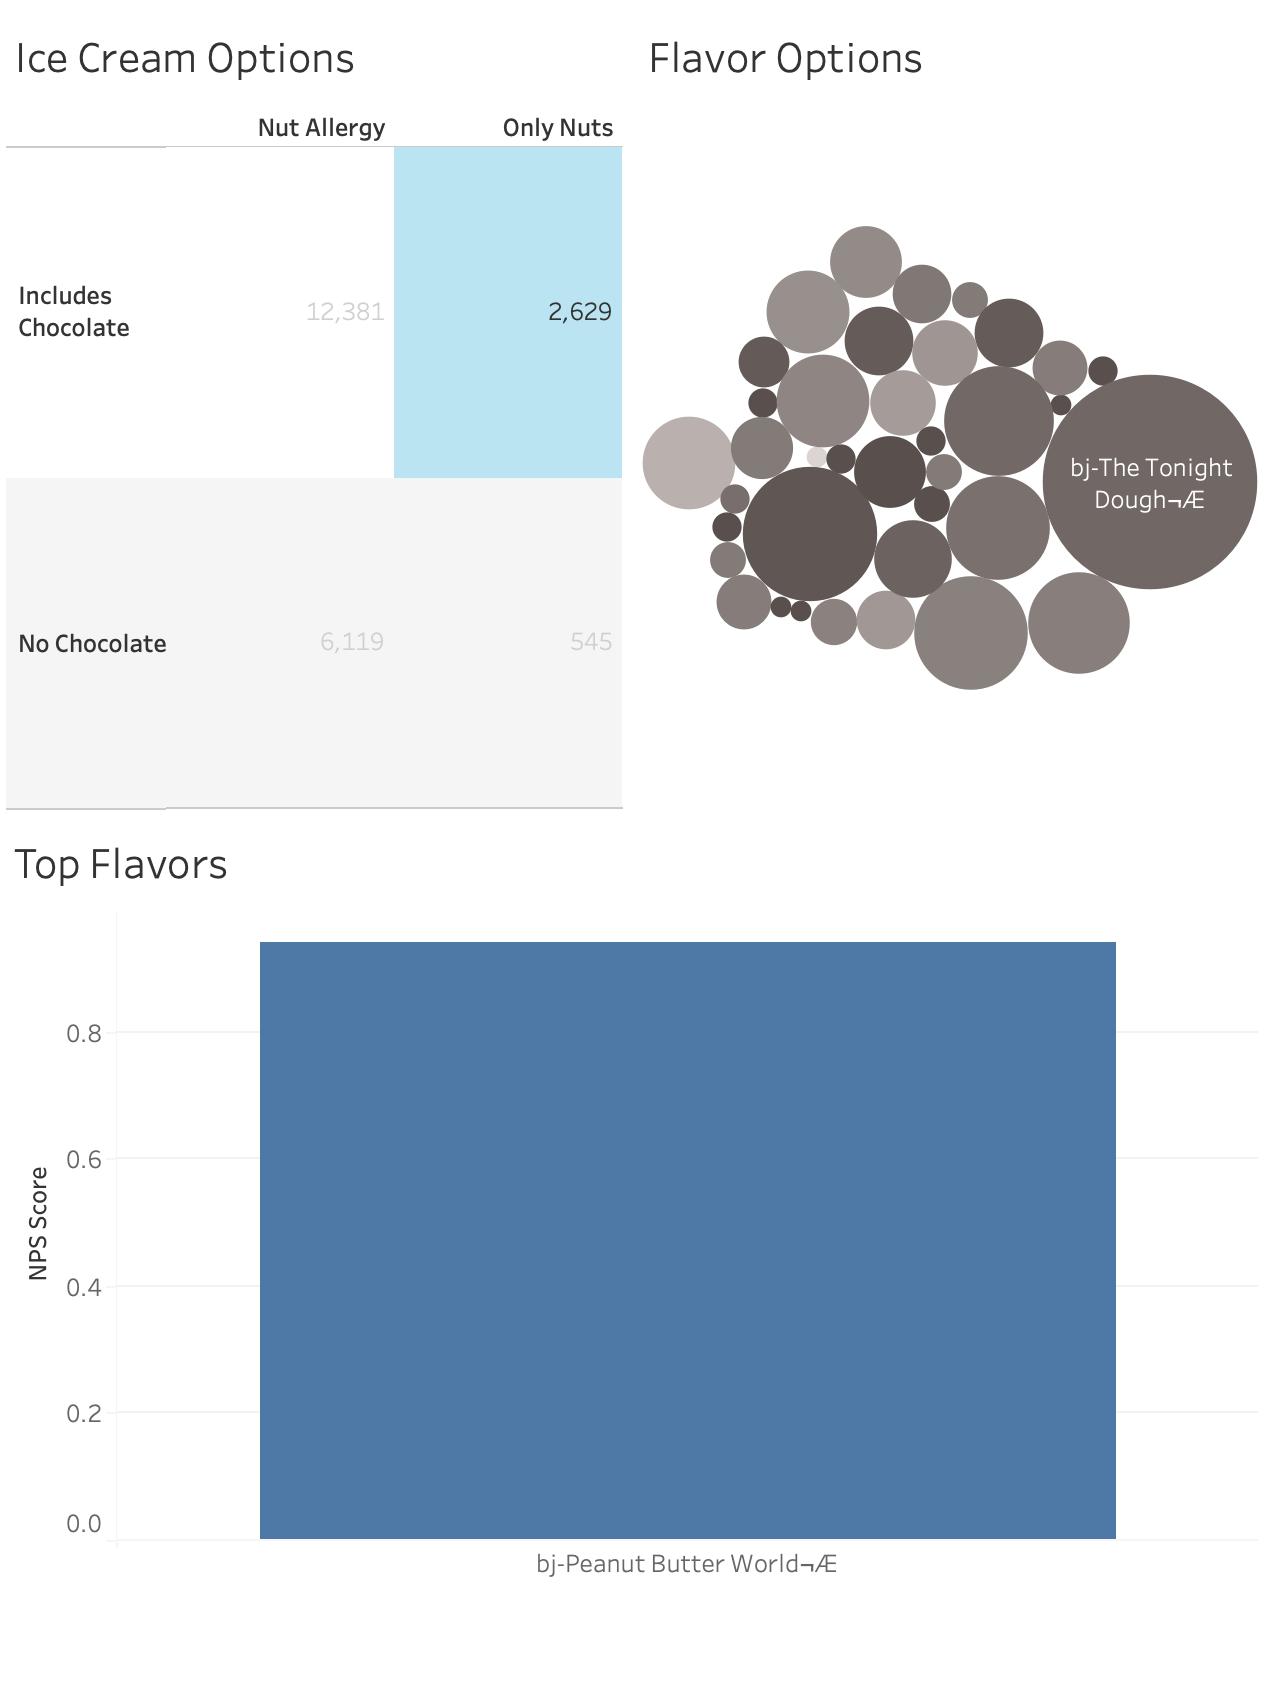 Ice Cream Options
Nut Allergy Only Nuts
Includes
Chocolate
12,381 2,629
No Chocolate 6,119 545
Flavor Options
bj-The Tonight
Dough¬Æ
Top Flavors
NPS Score
0.8
0.6
0.4
0.2
0.0
bj-Peanut Butter World¬Æ